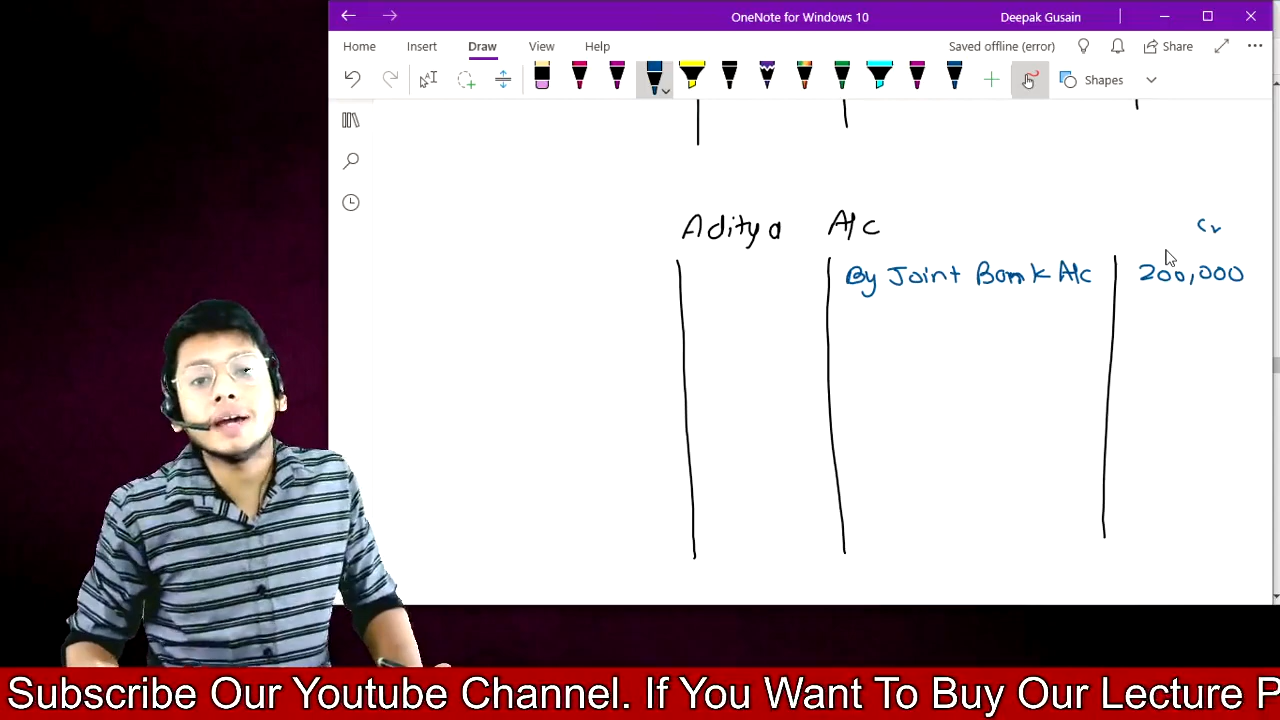 OneNote for Windows 10
Deepak Gusain
Home Insert Draw View Help
Saved offline (error)
Share
Shapes
Aditya A/c
Cr
By Joint Bank A/c 200,000
Subscribe Our Youtube Channel. If You Want To Buy Our Lecture P